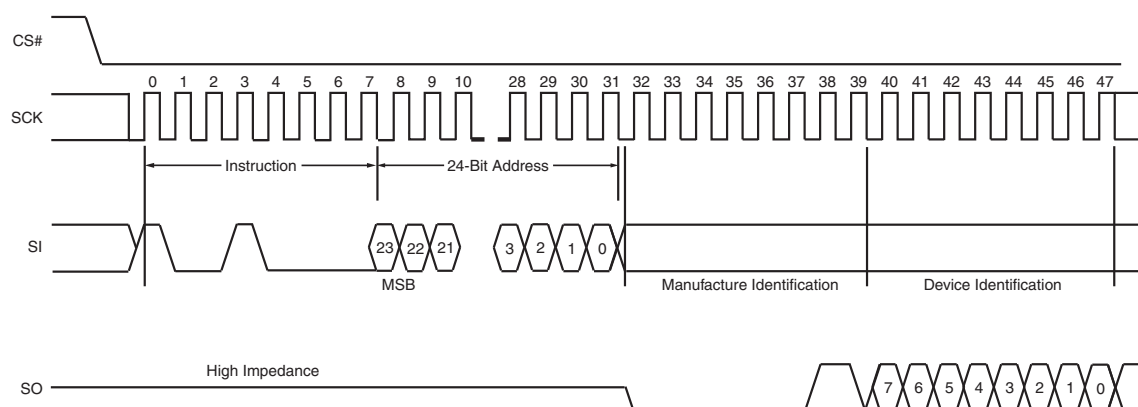 CS#
0 1 2 3 4 5 6 7 8 9 10 28 29 30 31 32 33 34 35 36 37 38 39 40 41 42 43 44 45 46 47
SCK
Instruction 24-Bit Address
SI 23 22 21 3 2 1 0
MSB Manufacture Identification Device Identification
High Impedance
SO 7 6 5 4 3 2 1 0